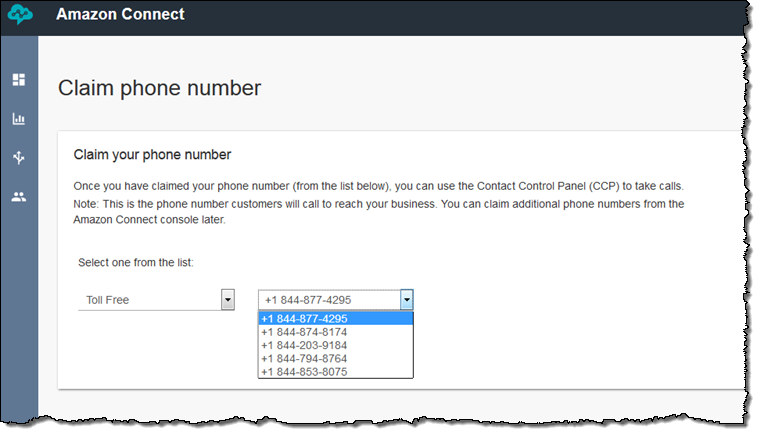 Amazon Connect
Claim phone number
Claim your phone number
Once you have claimed your phone number (from the list below), you can use the Contact Control Panel (CCP) to take calls.
Note: This is the phone number customers will call to reach your business. You can claim additional phone numbers from the
Amazon Connect console later.
Select one from the list:
Toll Free
+1 844-877-4295
+1 844-877-4295
+1 844-874-8174
+1 844-203-9184
+1 844-794-8764
+1 844-853-8075